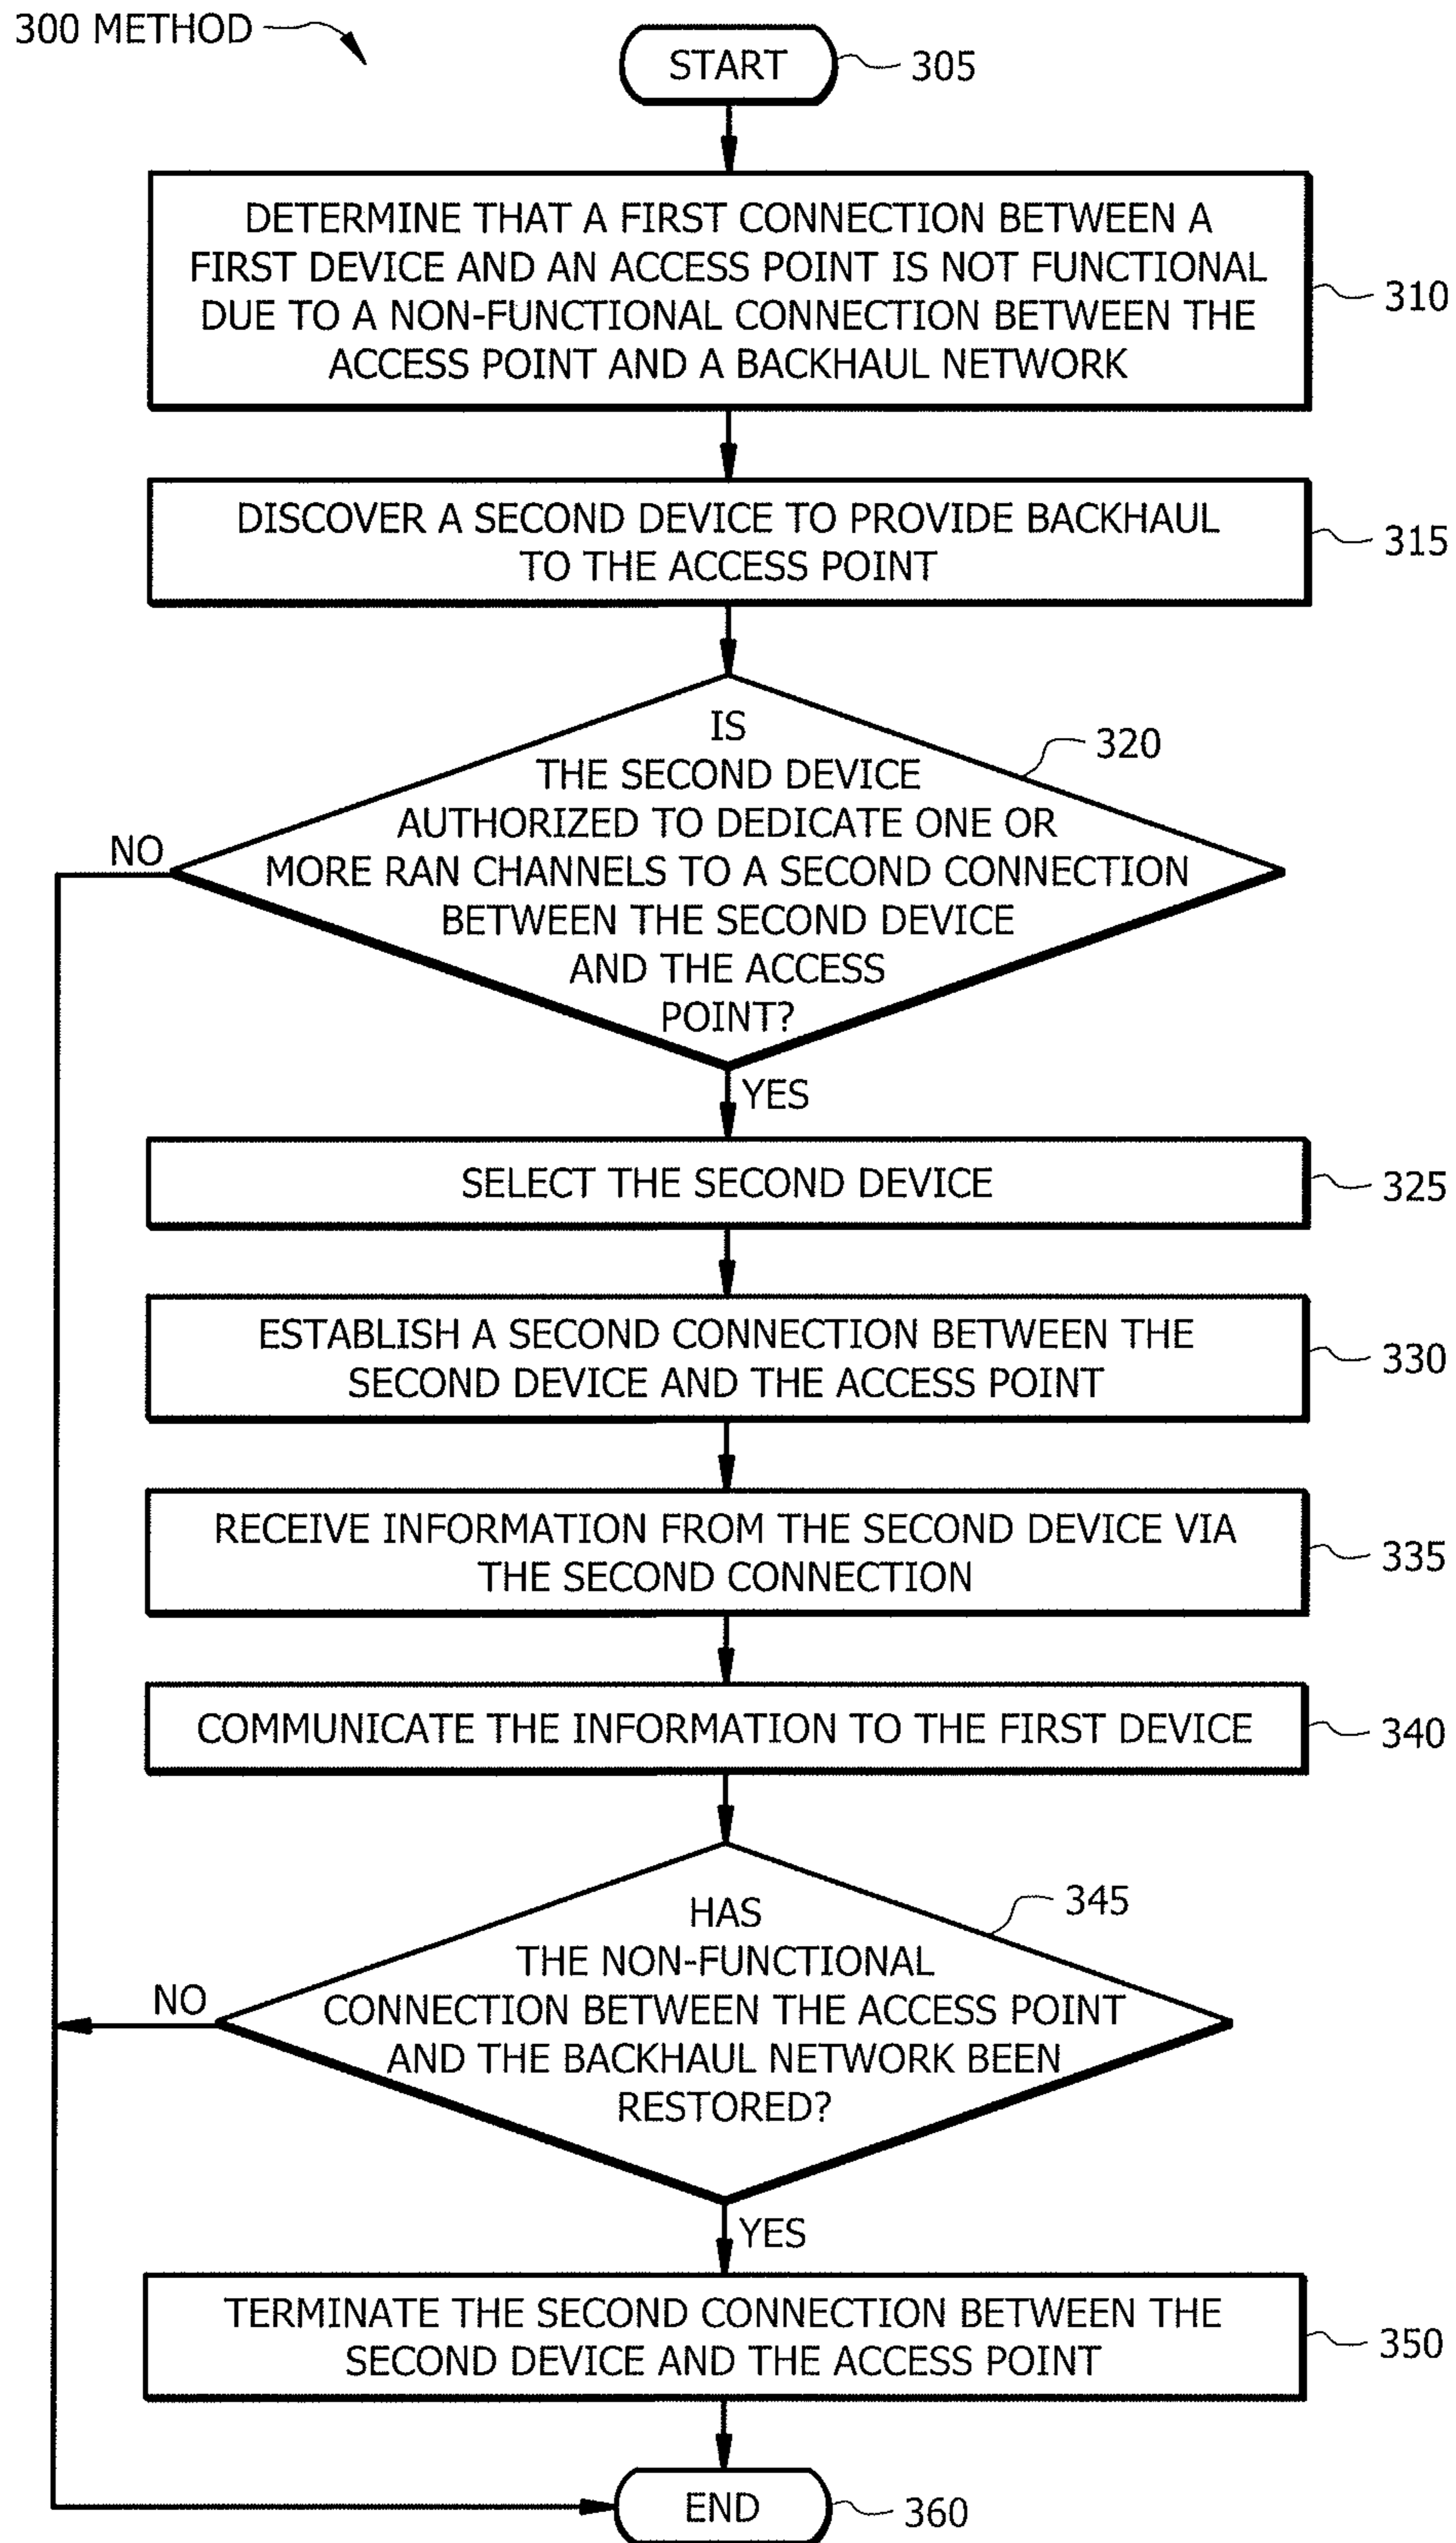 300 METHOD
START
305
DETERMINE THAT A FIRST CONNECTION BETWEEN A
FIRST DEVICE AND AN ACCESS POINT IS NOT FUNCTIONAL
DUE TO A NON-FUNCTIONAL CONNECTION BETWEEN THE
ACCESS POINT AND A BACKHAUL NETWORK
310
DISCOVER A SECOND DEVICE TO PROVIDE BACKHAUL
TO THE ACCESS POINT
315
IS
THE SECOND DEVICE
AUTHORIZED TO DEDICATE ONE OR
MORE RAN CHANNELS TO A SECOND CONNECTION
BETWEEN THE SECOND DEVICE
AND THE ACCESS
POINT?
320
NO
YES
SELECT THE SECOND DEVICE
325
ESTABLISH A SECOND CONNECTION BETWEEN THE
SECOND DEVICE AND THE ACCESS POINT
330
RECEIVE INFORMATION FROM THE SECOND DEVICE VIA
THE SECOND CONNECTION
335
COMMUNICATE THE INFORMATION TO THE FIRST DEVICE
340
HAS
THE NON-FUNCTIONAL
CONNECTION BETWEEN THE ACCESS POINT
AND THE BACKHAUL NETWORK BEEN
RESTORED?
345
NO
YES
TERMINATE THE SECOND CONNECTION BETWEEN THE
SECOND DEVICE AND THE ACCESS POINT
350
END
360